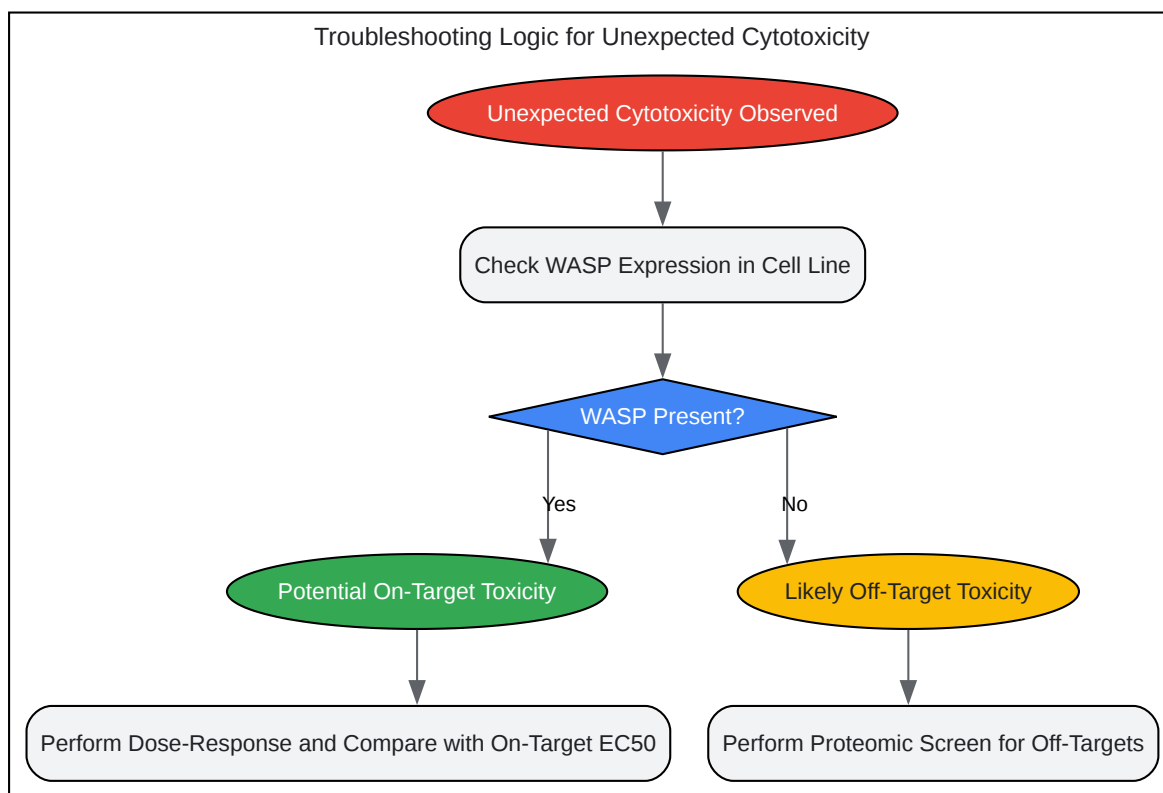 Troubleshooting Logic for Unexpected Cytotoxicity
Unexpected Cytotoxicity Observed
Check WASP Expression in Cell Line
WASP Present?
Yes
No
Potential On-Target Toxicity
Likely Off-Target Toxicity
Perform Dose-Response and Compare with On-Target EC50
Perform Proteomic Screen for Off-Targets